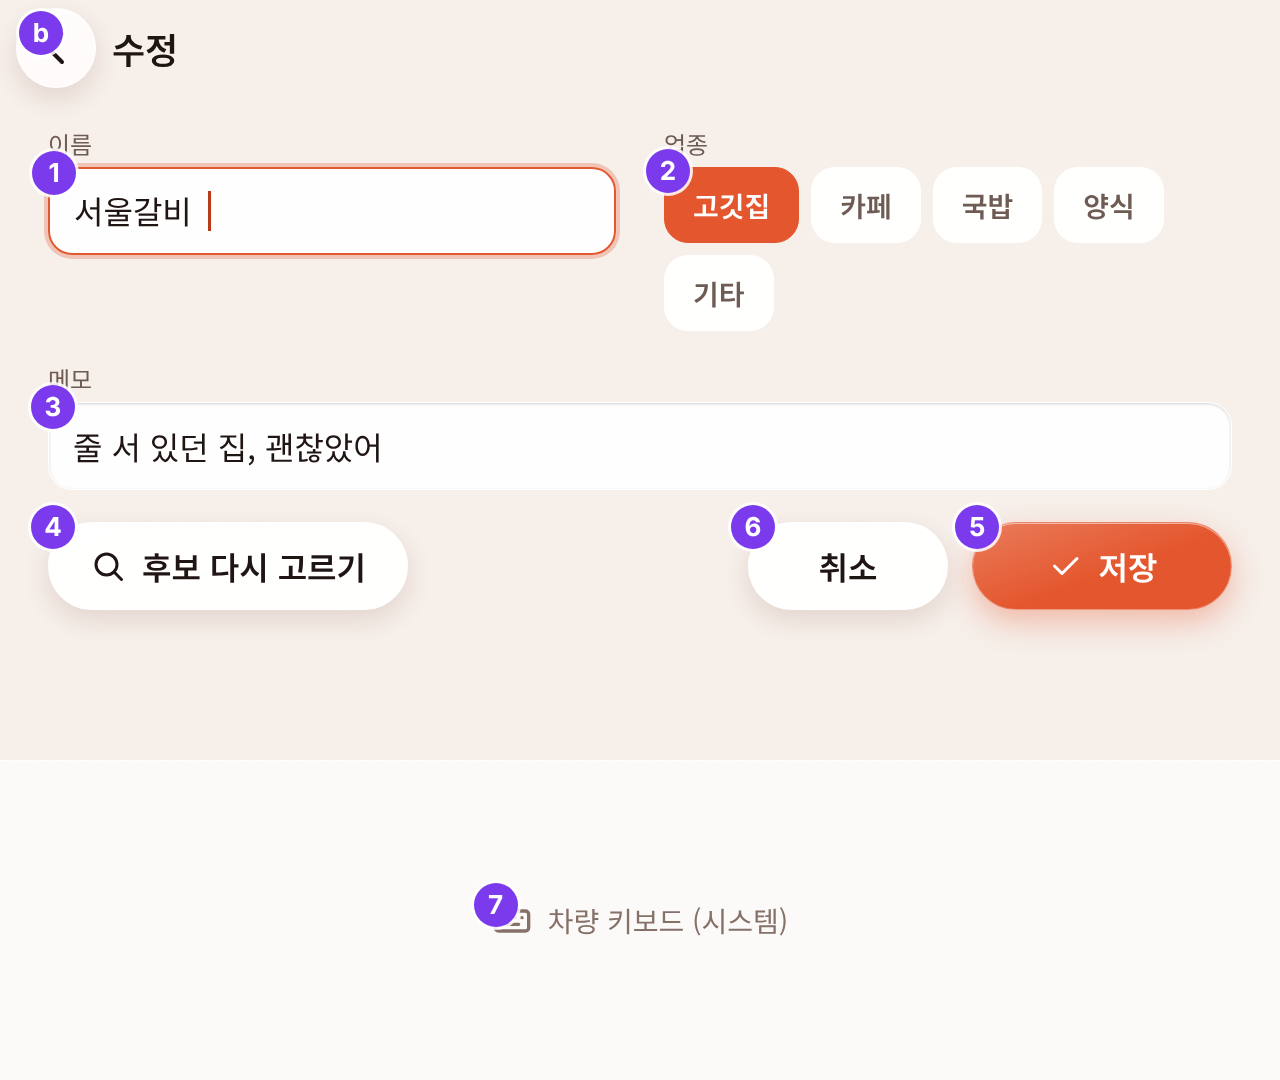 b
수정
이름
1
서울갈비
업종
2
고깃집
카페
국밥
양식
기타
메모
3
줄 서 있던 집, 괜찮았어
4
후보 다시 고르기
6
취소
5
저장
7
차량 키보드 (시스템)